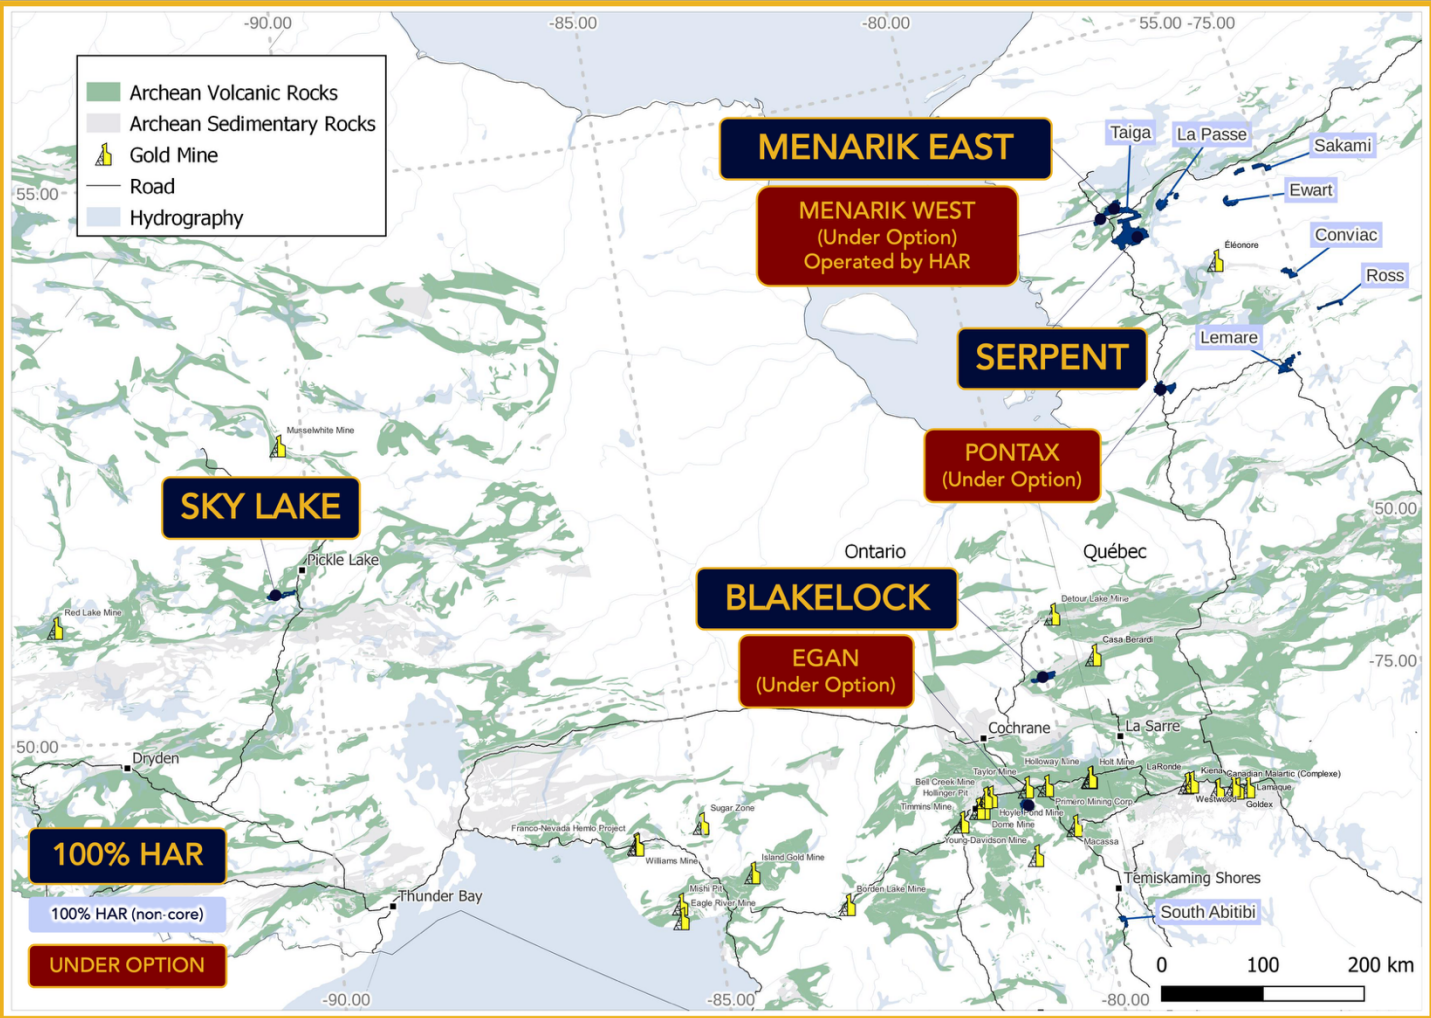 -90.00
-85.00
-80.00
55.00 -75.00
Archean Volcanic Rocks
Archean Sedimentary Rocks
Gold Mine
Road
Hydrography
55.00
MENARIK EAST
MENARIK WEST
(Under Option)
Operated by HAR
Taiga
La Passe
Sakami
Ewart
Éléonore
Conviac
Ross
Lemare
SERPENT
PONTAX
(Under Option)
Musselwhite Mine
SKY LAKE
Pickle Lake
Red Lake Mine
50.00
Ontario
Québec
BLAKELOCK
EGAN
(Under Option)
Detour Lake Mine
Casa Berardi
-75.00
50.00
Dryden
Cochrane
La Sarre
Holloway Mine
Holt Mine
Taylor Mine
LaRonde
Kiena
Canadian Malartic (Complexe)
Bell Creek Mine
Hollinger Pit
Timmins Mine
Primero Mining Corp
Westwood
Lamaque
Goldex
Hoyle Pond Mine
Dome Mine
Young-Davidson Mine
Macassa
Sugar Zone
Franco-Nevada Hemlo Project
Williams Mine
Island Gold Mine
Mishi Pit
Eagle River Mine
Borden Lake Mine
Temiskaming Shores
South Abitibi
Thunder Bay
100% HAR
100% HAR (non-core)
UNDER OPTION
0 100 200 km
-90.00
-85.00
-80.00